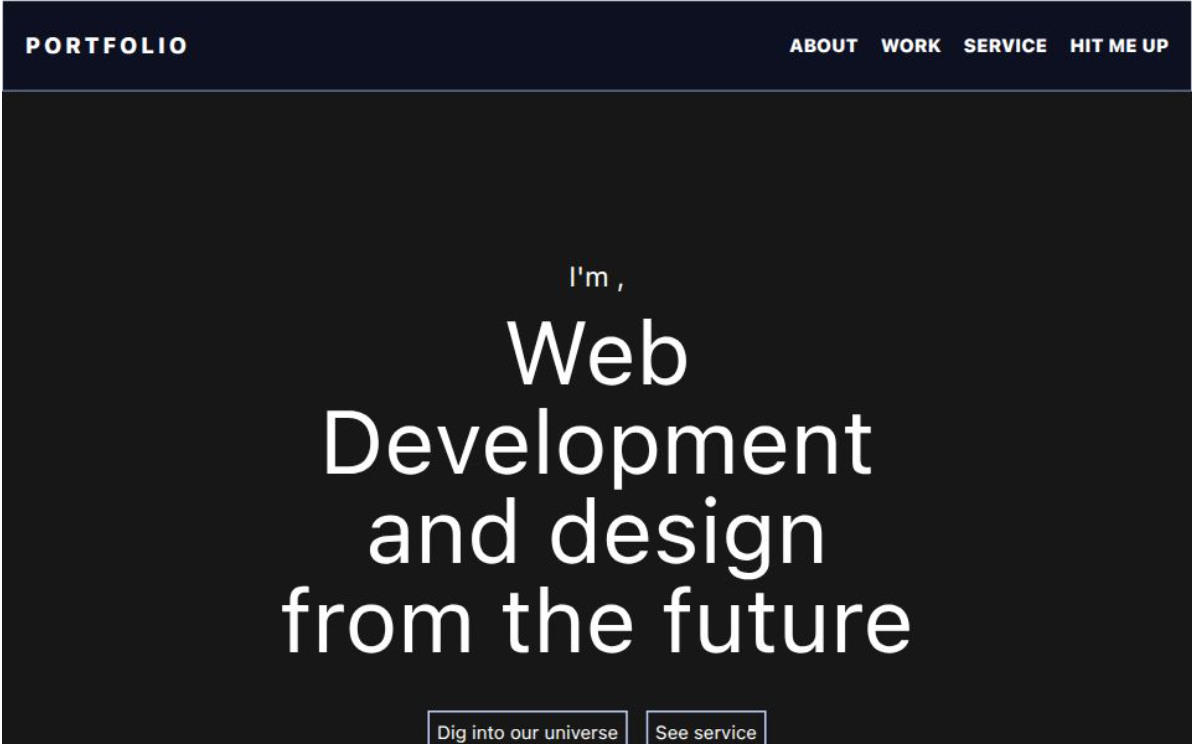 PORTFOLIO
ABOUT WORK SERVICE HIT ME UP
I'm ,
Web
Development
and design
from the future
Dig into our universe
See service